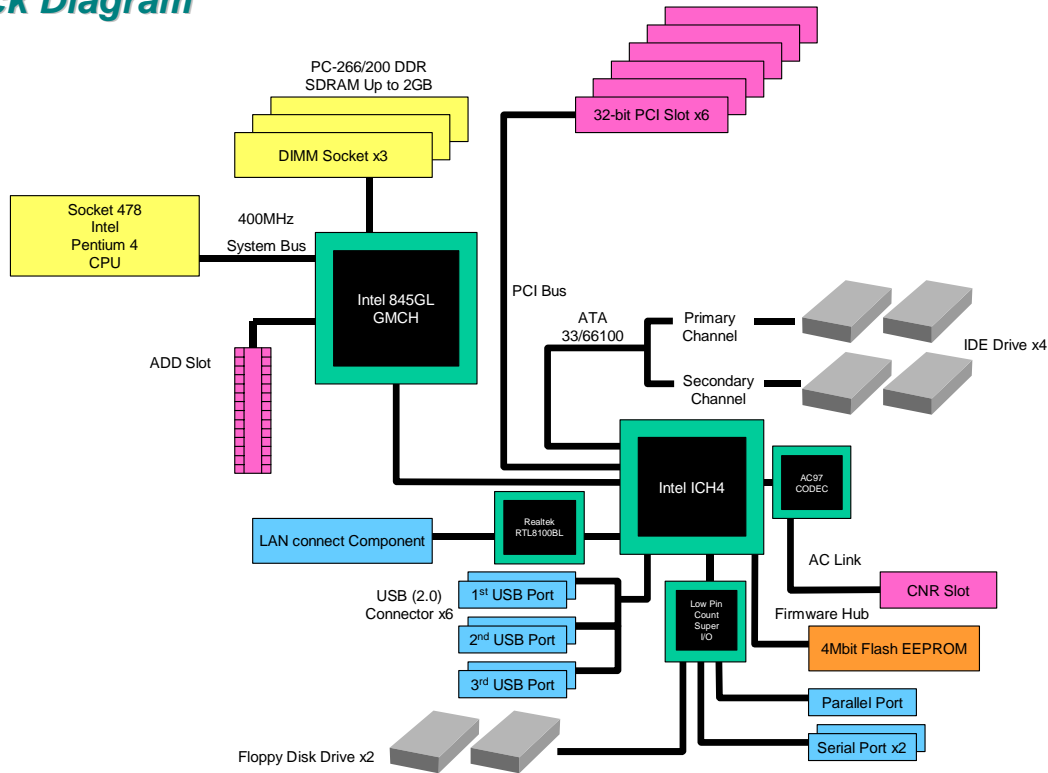 ck Diagram
PC-266/200 DDR
SDRAM Up to 2GB
DIMM Socket x3
32-bit PCI Slot x6
Socket 478
Intel
Pentium 4
CPU
400MHz
System Bus
Intel 845GL
GMCH
ADD Slot
PCI Bus
ATA
33/66100
Primary
Channel
Secondary
Channel
IDE Drive x4
Intel ICH4
AC97
CODEC
Realtek
RTL8100BL
LAN connect Component
AC Link
CNR Slot
USB (2.0)
Connector x6
1st USB Port
2nd USB Port
3rd USB Port
Low Pin
Count
Super
I/O
Firmware Hub
4Mbit Flash EEPROM
Parallel Port
Serial Port x2
Floppy Disk Drive x2